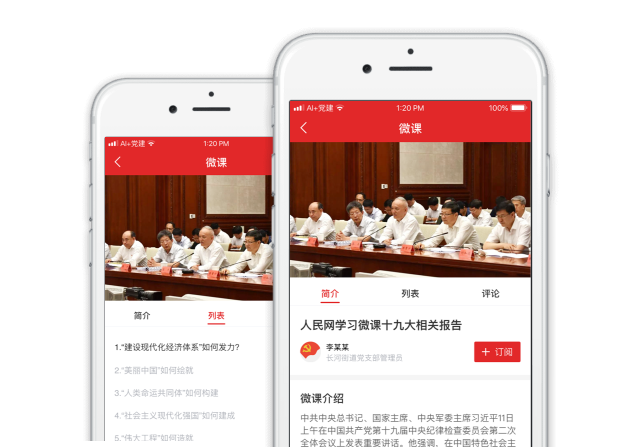 AI+党建
1:20 PM
微课
简介
列表
1.“建设现代化经济体系”如何发力?
2.“美丽中国”如何绘就
3.“人类命运共同体”如何构建
4.“社会主义现代化强国”如何建成
5.“伟大工程”如何铸就
AI+党建
1:20 PM
100%
微课
简介
列表
评论
人民网学习微课十九大相关报告
李某某
长河街道党支部管理员
+ 订阅
微课介绍
中共中央总书记、国家主席、中央军委主席习近平11日
上午在中国共产党第十九届中央纪律检查委员会第二次
全体会议上发表重要讲话。他强调，在中国特色社会主